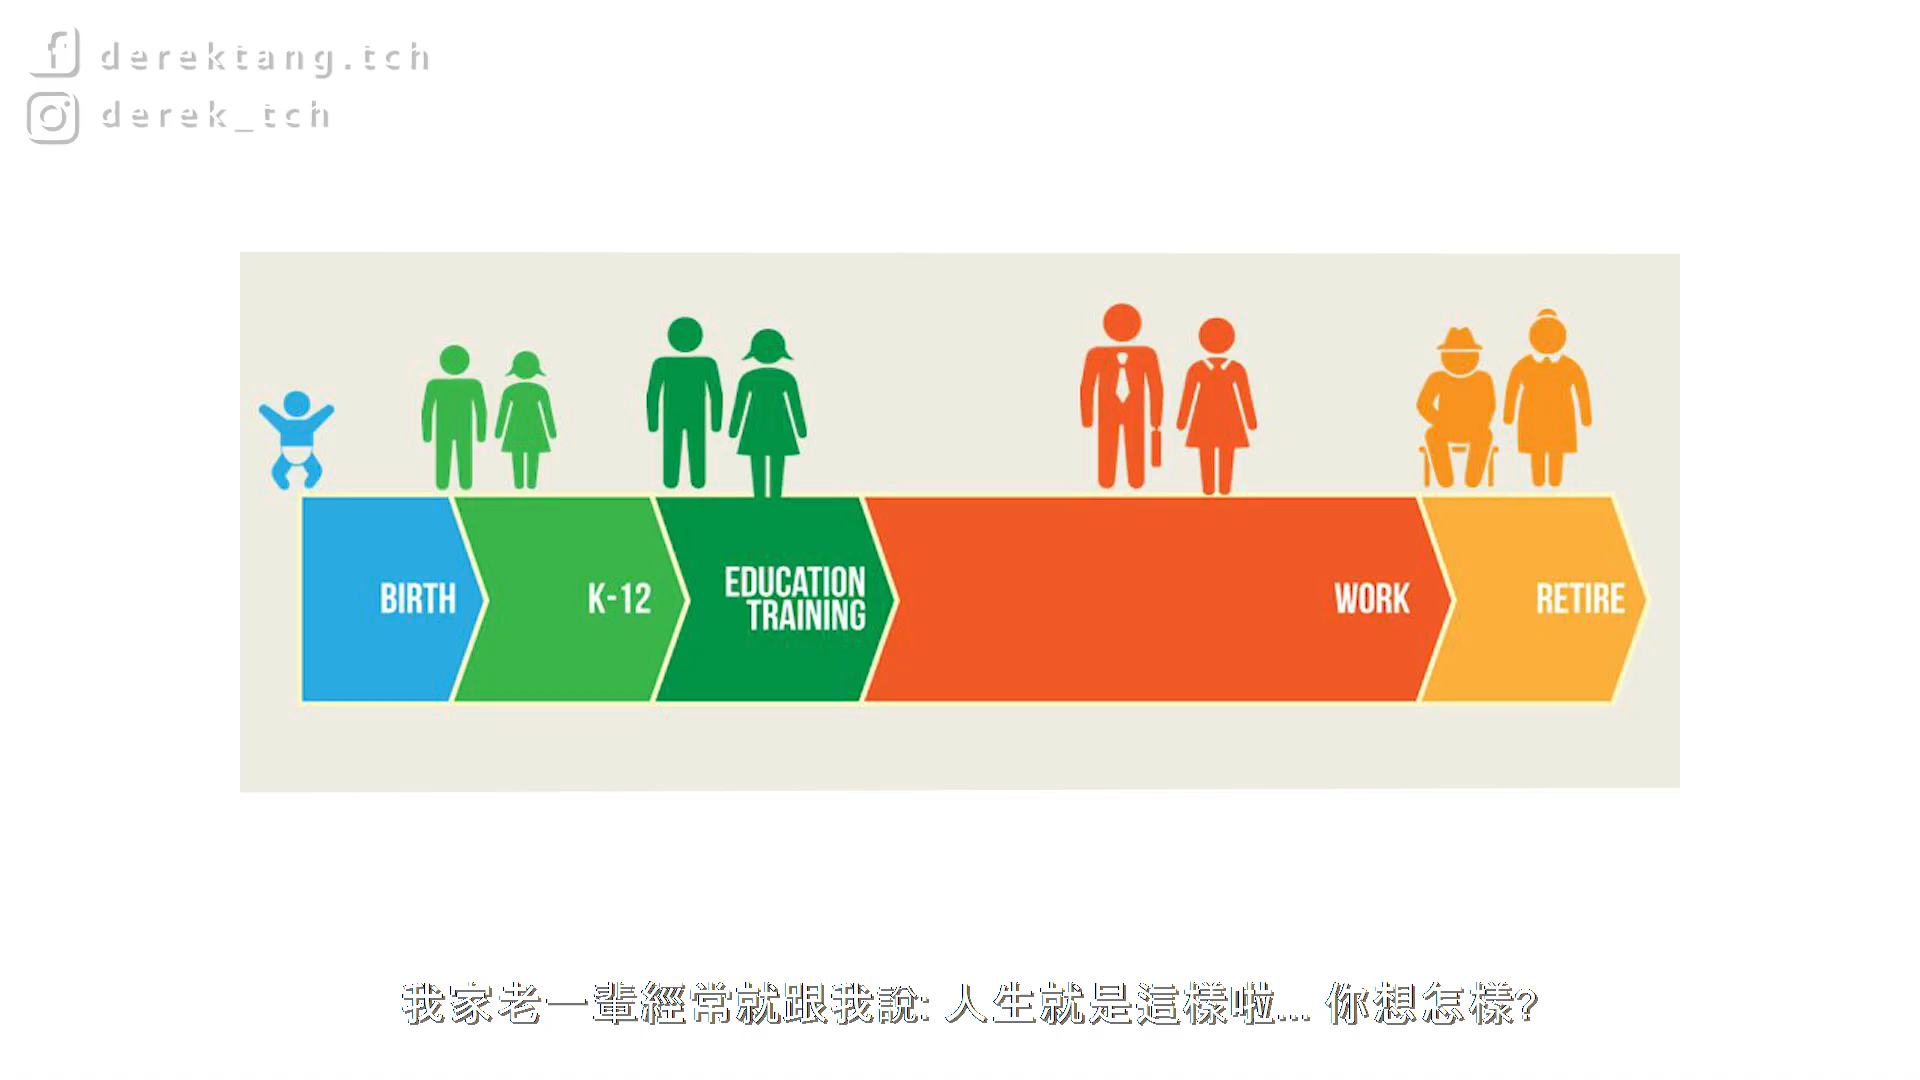 derektang.tch
derek_tch
BIRTH
K-12
EDUCATION
TRAINING
WORK
RETIRE
我家老一輩經常就跟我說: 人生就是這樣啦... 你想怎樣?